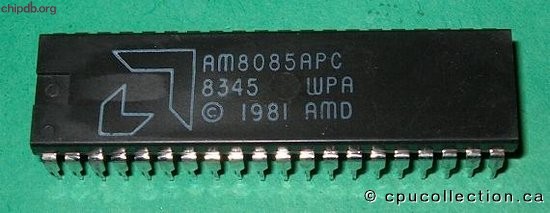 chipdb.org
AM8085APC
8345 WPA
© 1981 AMD
© cpucollection.ca